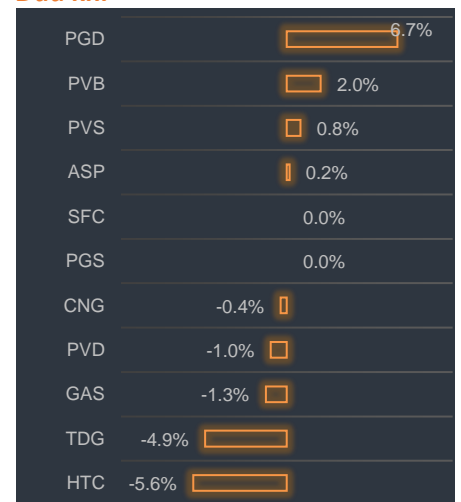 PGD 6.7%
PVB 2.0%
PVS 0.8%
ASP 0.2%
SFC 0.0%
PGS 0.0%
CNG -0.4%
PVD -1.0%
GAS -1.3%
TDG -4.9%
HTC -5.6%